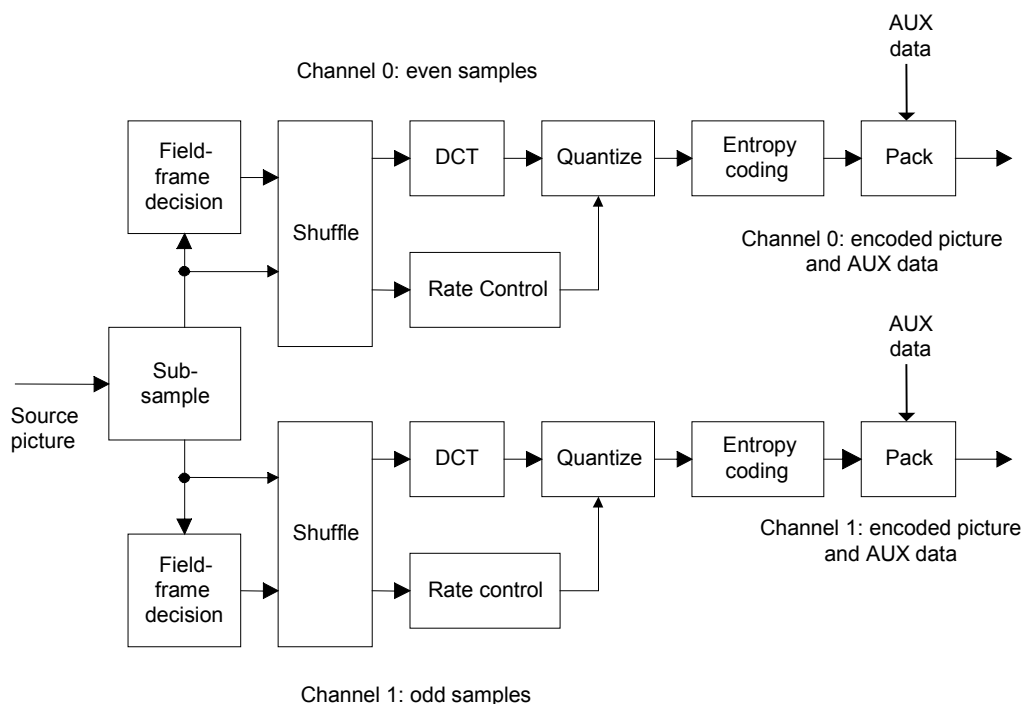 AUX
data
Channel 0: even samples
Field-
frame
decision
Shuffle
DCT
Quantize
Entropy
coding
Pack
Rate Control
Channel 0: encoded picture
and AUX data
Source
picture
Sub-
sample
AUX
data
Field-
frame
decision
Shuffle
DCT
Quantize
Entropy
coding
Pack
Rate control
Channel 1: encoded picture
and AUX data
Channel 1: odd samples